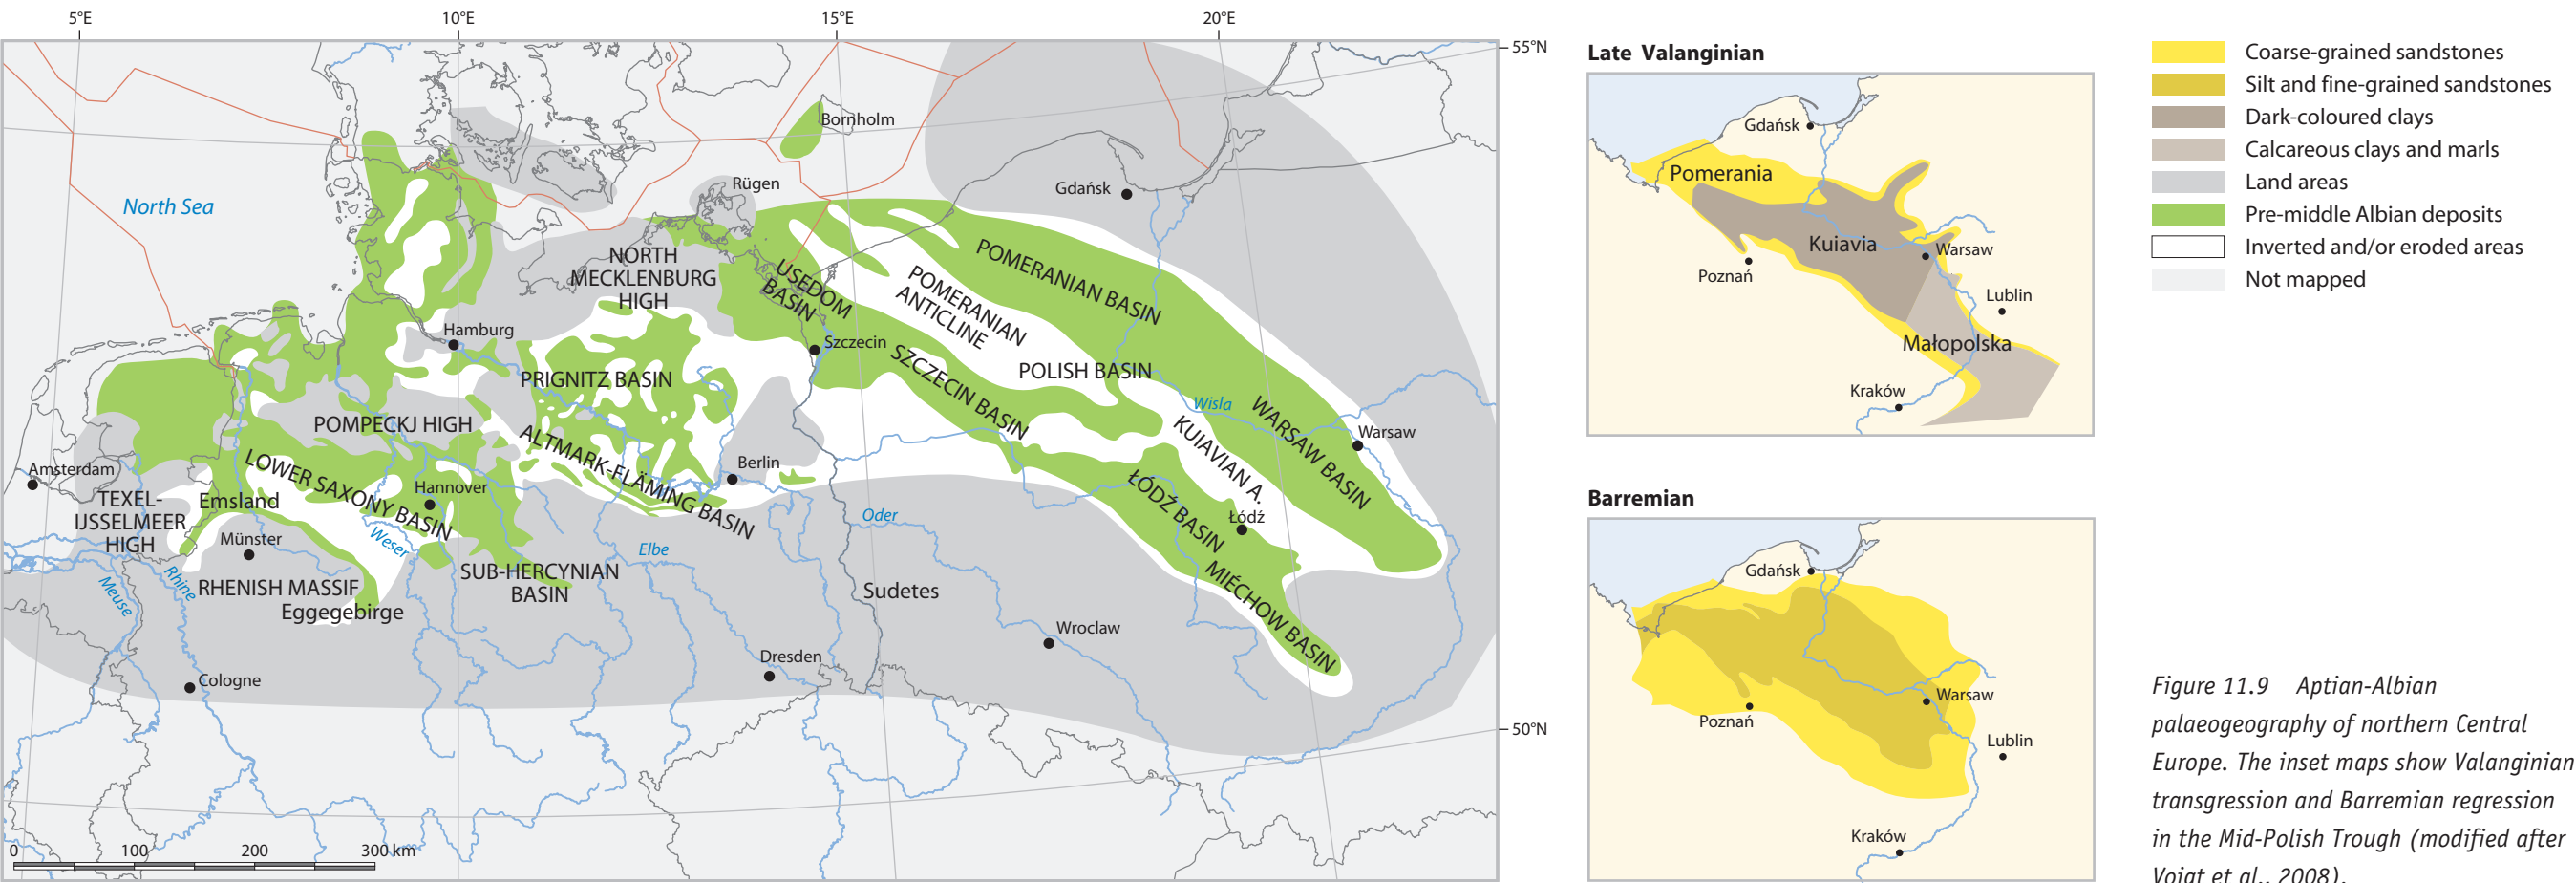 5°E
10°E
15°E
20°E
55°N
50°N
North Sea
Bornholm
Rügen
Gdańsk
NORTH
MECKLENBURG
HIGH
USEDOM
BASIN
POMERANIAN
ANTICLINE
POMERANIAN BASIN
Hamburg
Szczecin
SZCZECIN BASIN
POLISH BASIN
PRIGNITZ BASIN
POMPECKJ HIGH
Wisla
WARSAW BASIN
Warsaw
KUIAVIAN A.
ALTMARK-FLÄMING BASIN
LOWER SAXONY BASIN
Amsterdam
Berlin
Hannover
TEXEL-
IJSSELMEER
HIGH
Emsland
ŁÓDŹ BASIN
Łódź
Oder
Münster
Weser
Elbe
SUB-HERCYNIAN
BASIN
MIÉCHOW BASIN
Meuse
Rhine
RHENISH MASSIF
Eggegebirge
Sudetes
Wroclaw
Dresden
Cologne
0
100
200
300 km
Late Valanginian
Gdańsk
Pomerania
Kuiavia
Warsaw
Poznań
Lublin
Małopolska
Kraków
Barremian
Gdańsk
Warsaw
Poznań
Lublin
Kraków
Coarse-grained sandstones
Silt and fine-grained sandstones
Dark-coloured clays
Calcareous clays and marls
Land areas
Pre-middle Albian deposits
Inverted and/or eroded areas
Not mapped
Figure 11.9 Aptian-Albian
palaeogeography of northern Central
Europe. The inset maps show Valanginian
transgression and Barremian regression
in the Mid-Polish Trough (modified after
Voigt et al., 2008).